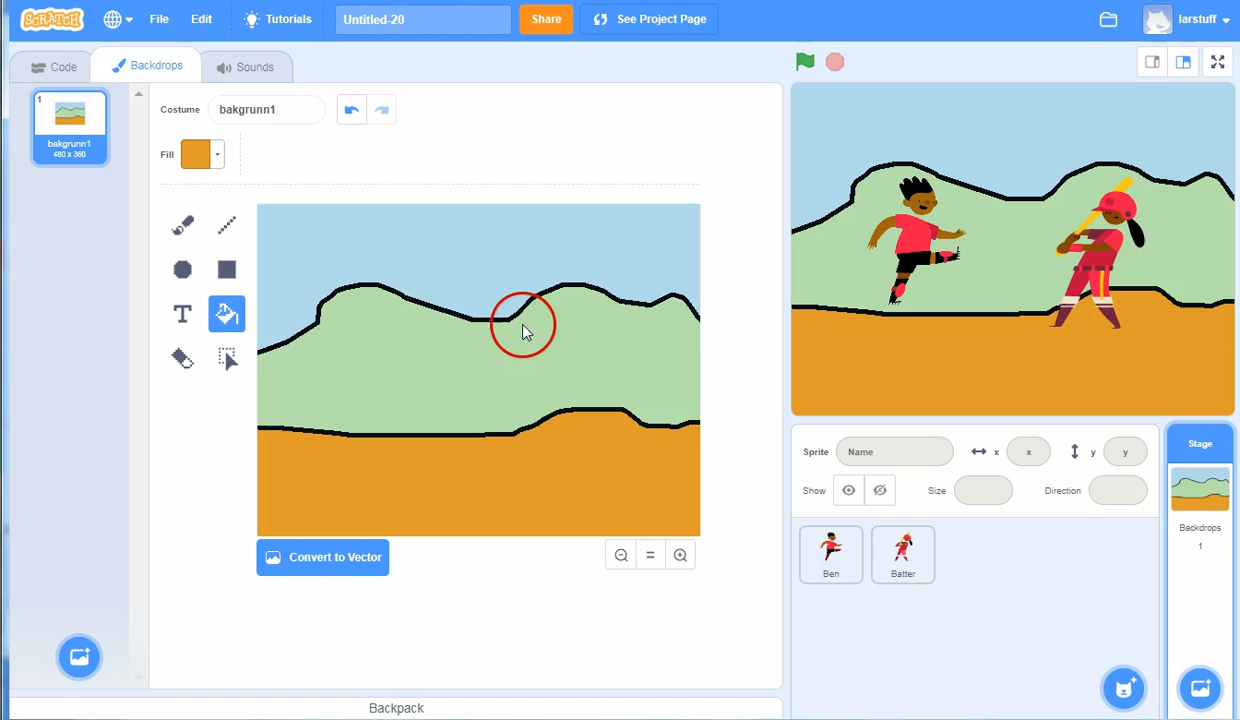 SCRATCH File Edit Tutorials Untitled-20 Share See Project Page larstuff
Code Backdrops Sounds
1
bakgrunn1
480 x 360
Costume bakgrunn1
Fill
T
Convert to Vector
Backpack
Sprite Name x x y y
Show Size Direction
Ben
Batter
Stage
Backdrops
1